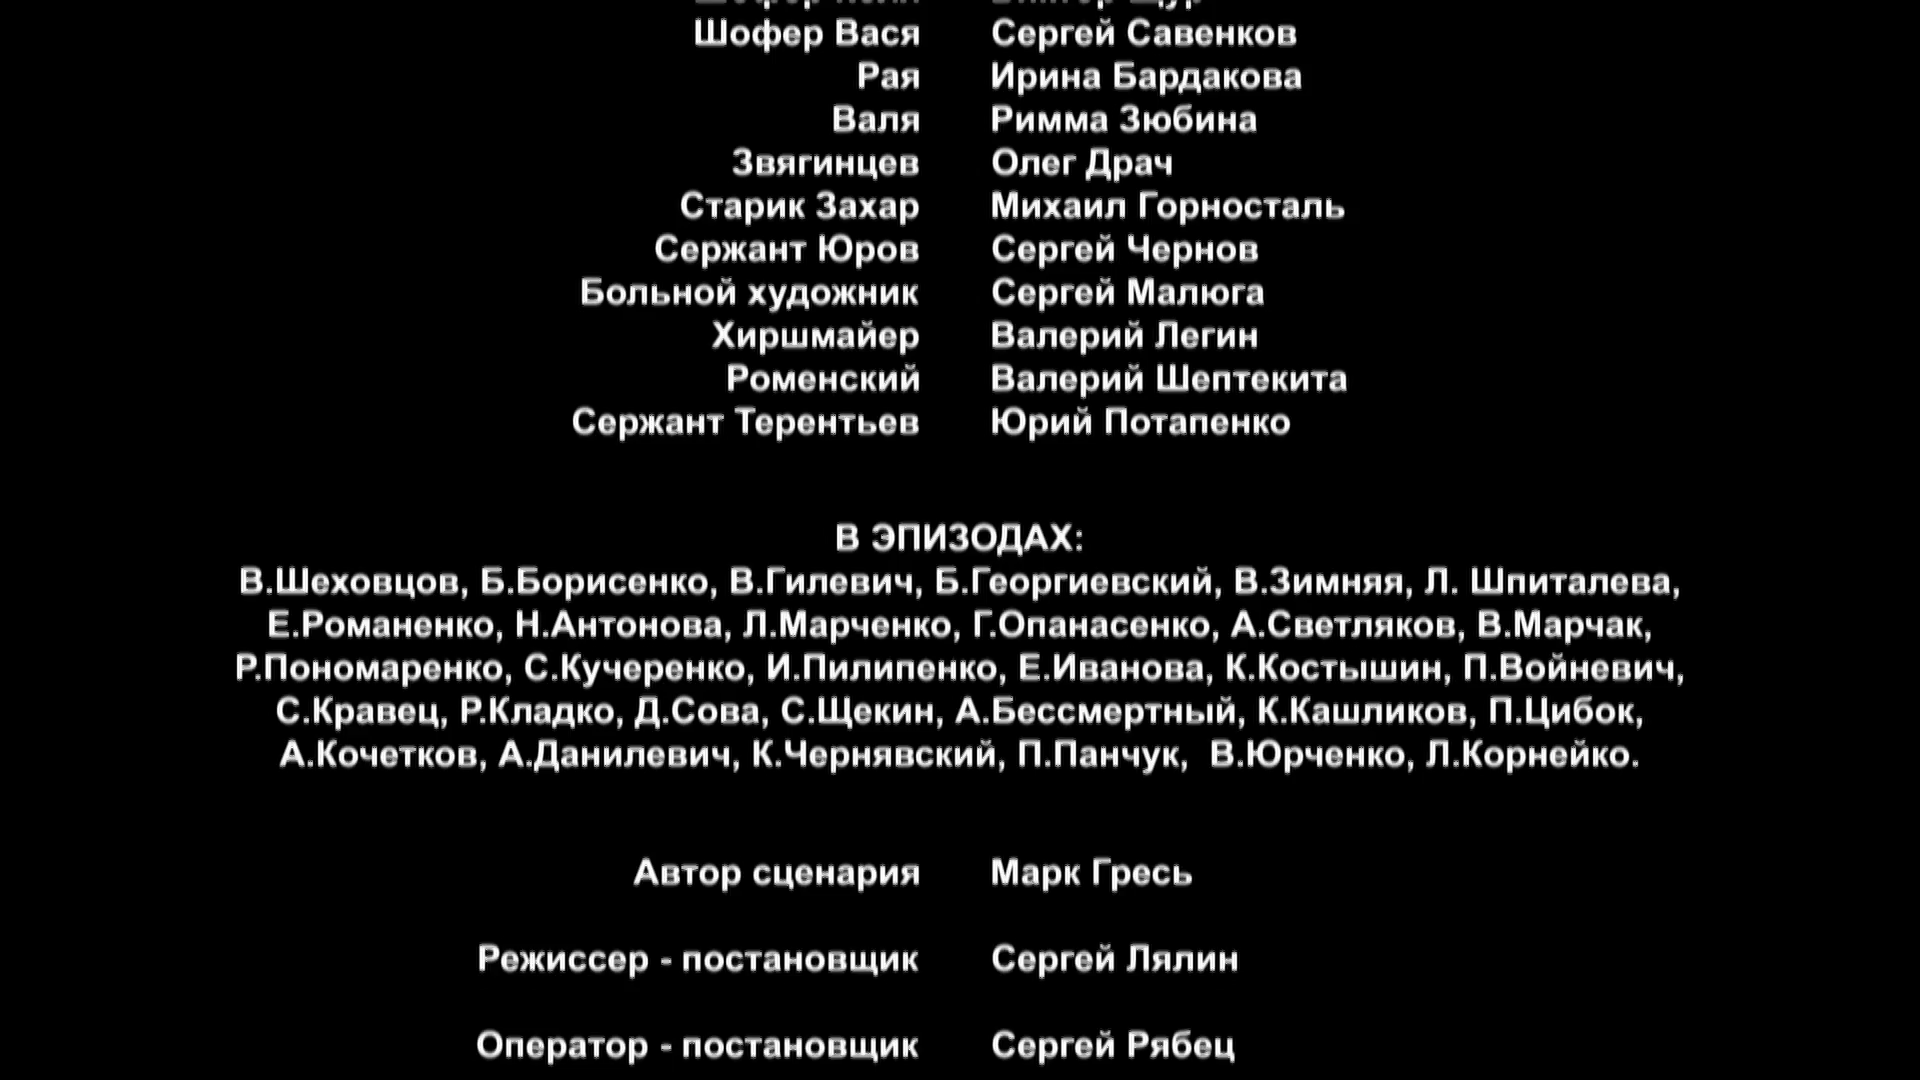 Шофер Вася Сергей Савенков
Рая Ирина Бардакова
Валя Римма Зюбина
Звягинцев Олег Драч
Старик Захар Михаил Горносталь
Сержант Юров Сергей Чернов
Больной художник Сергей Малюга
Хиршмайер Валерий Легин
Роменский Валерий Шептекита
Сержант Терентьев Юрий Потапенко
В ЭПИЗОДАХ:
В.Шеховцов, Б.Борисенко, В.Гилевич, Б.Георгиевский, В.Зимняя, Л. Шпиталева,
Е.Романенко, Н.Антонова, Л.Марченко, Г.Опанасенко, А.Светляков, В.Марчак,
Р.Пономаренко, С.Кучеренко, И.Пилипенко, Е.Иванова, К.Костышин, П.Войневич,
С.Кравец, Р.Кладко, Д.Сова, С.Щекин, А.Бессмертный, К.Кашликов, П.Цибок,
А.Кочетков, А.Данилевич, К.Чернявский, П.Панчук, В.Юрченко, Л.Корнейко.
Автор сценария Марк Гресь
Режиссер - постановщик Сергей Лялин
Оператор - постановщик Сергей Рябец